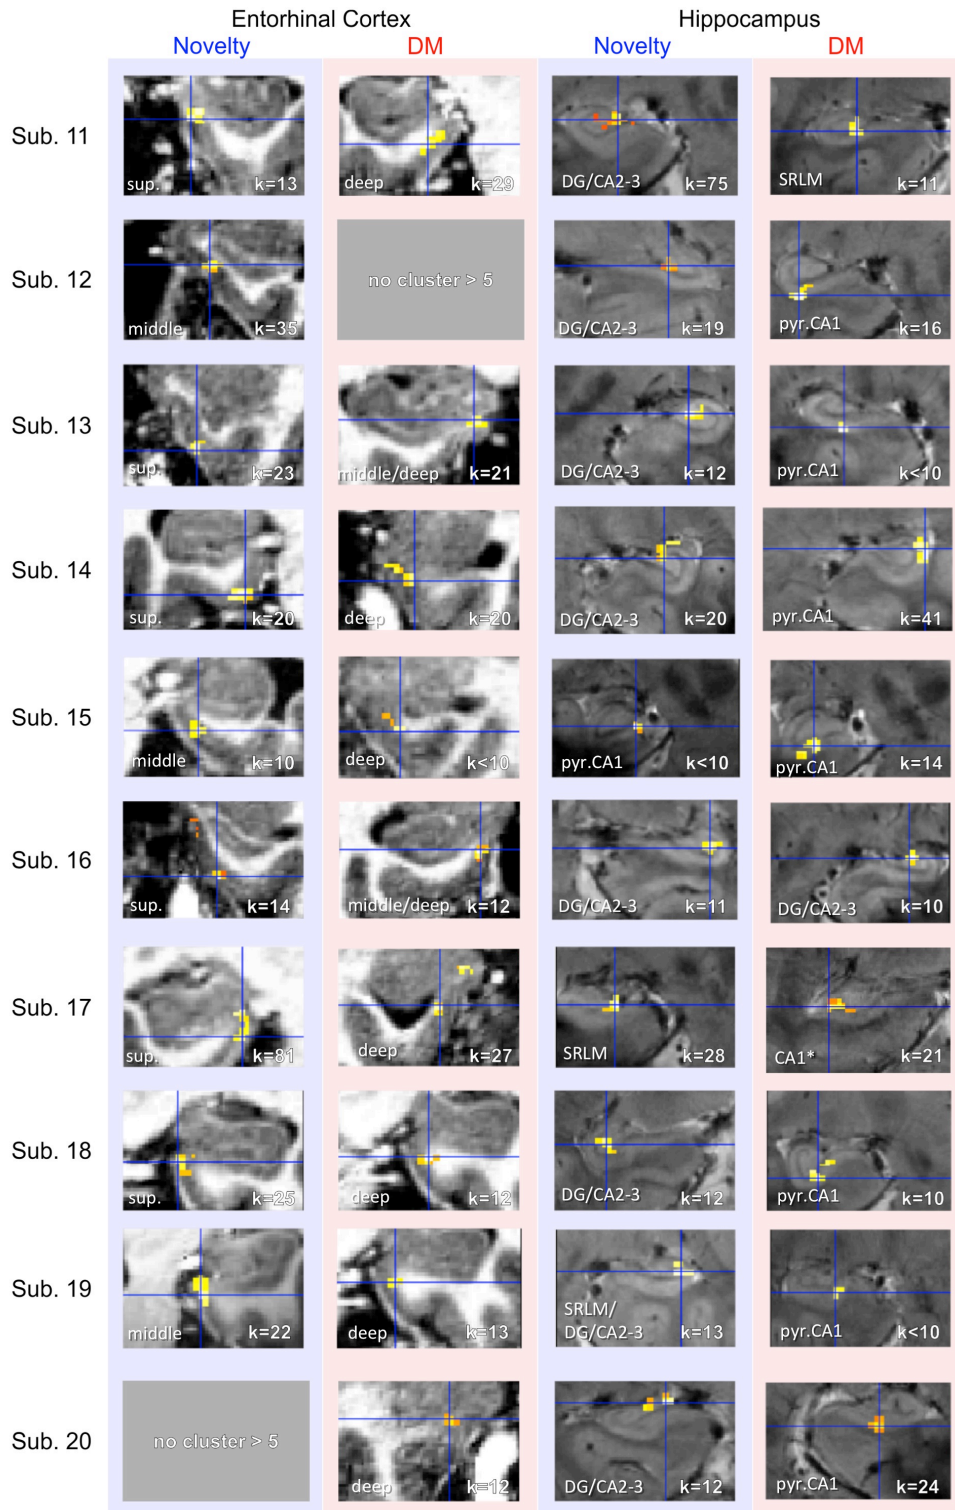 Entorhinal Cortex Hippocampus
Novelty DM Novelty DM
Sub. 11
sup. k=13
deep k=29
DG/CA2-3 k=75
SRLM k=11
Sub. 12
middle k=35
no cluster > 5
DG/CA2-3 k=19
pyr.CA1 k=16
Sub. 13
sup. k=23
middle/deep k=21
DG/CA2-3 k=12
pyr.CA1 k<10
Sub. 14
sup. k=20
deep k=20
DG/CA2-3 k=20
pyr.CA1 k=41
Sub. 15
middle k=10
deep k<10
pyr.CA1 k<10
pyr.CA1 k=14
Sub. 16
sup. k=14
middle/deep k=12
DG/CA2-3 k=11
DG/CA2-3 k=10
Sub. 17
sup. k=81
deep k=27
SRLM k=28
CA1* k=21
Sub. 18
sup. k=25
deep k=12
DG/CA2-3 k=12
pyr.CA1 k=10
Sub. 19
middle k=22
deep k=13
SRLM/
DG/CA2-3 k=13
pyr.CA1 k<10
Sub. 20
no cluster > 5
deep k=12
DG/CA2-3 k=12
pyr.CA1 k=24